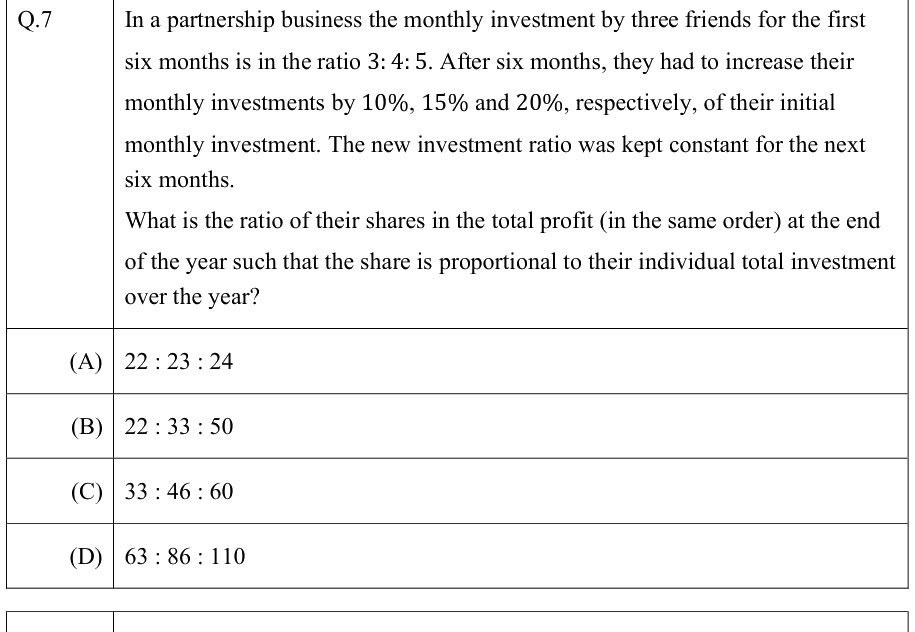 Q.7 In a partnership business the monthly investment by three friends for the first
six months is in the ratio 3: 4: 5. After six months, they had to increase their
monthly investments by 10%, 15% and 20%, respectively, of their initial
monthly investment. The new investment ratio was kept constant for the next
six months.
What is the ratio of their shares in the total profit (in the same order) at the end
of the year such that the share is proportional to their individual total investment
over the year?
(A) 22 : 23 : 24
(B) 22 : 33 : 50
(C) 33 : 46 : 60
(D) 63 : 86 : 110